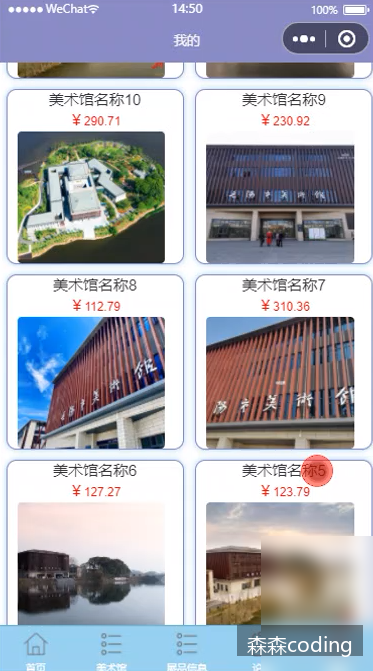 WeChat 14:50 100%
我的
美术馆名称10
￥290.71
美术馆名称9
￥230.92
美术馆名称8
￥112.79
美术馆名称7
￥310.36
美术馆名称6
￥127.27
美术馆名称5
￥123.79
首页 美术馆 展品信息
森森coding